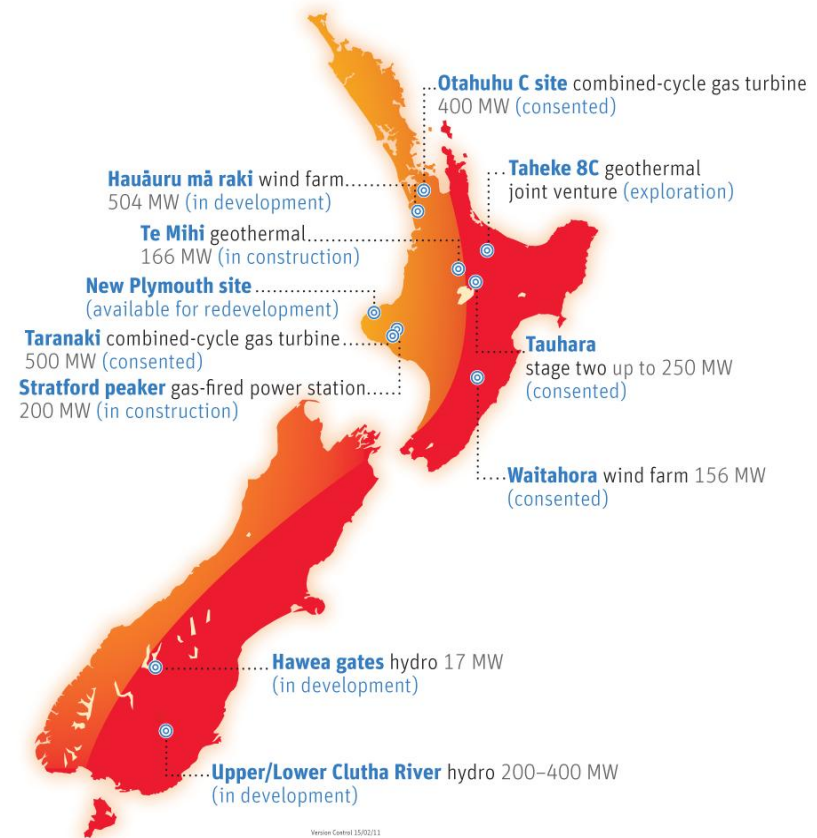 Otahuhu C site combined-cycle gas turbine
400 MW (consented)
Taheke 8C geothermal
joint venture (exploration)
Hauāuru mā raki wind farm
504 MW (in development)
Te Mihi geothermal
166 MW (in construction)
New Plymouth site
(available for redevelopment)
Taranaki combined-cycle gas turbine
500 MW (consented)
Stratford peaker gas-fired power station
200 MW (in construction)
Tauhara
stage two up to 250 MW
(consented)
Waitahora wind farm 156 MW
(consented)
Hawea gates hydro 17 MW
(in development)
Upper/Lower Clutha River hydro 200–400 MW
(in development)
Version Control 15/02/11